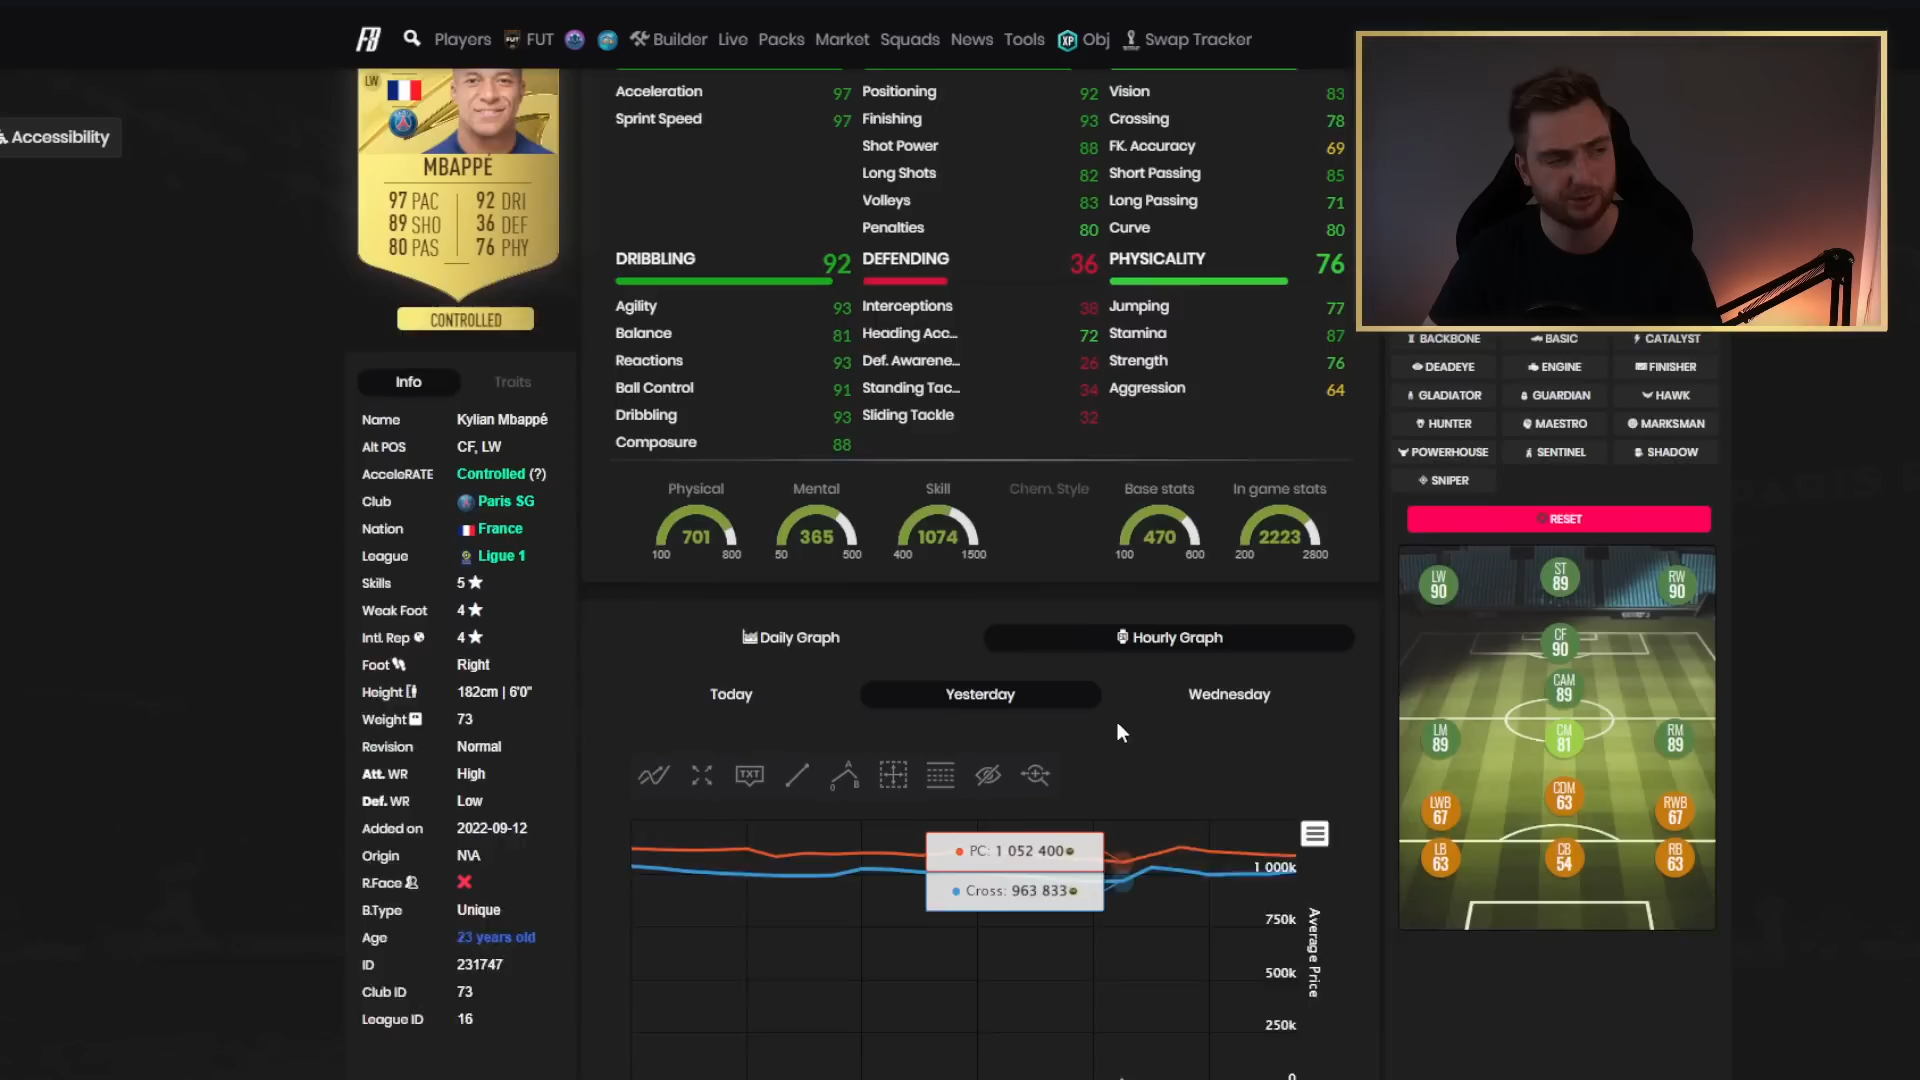 FB Players FUT Builder Live Packs Market Squads News Tools XP Obj Swap Tracker
Accessibility
LW
MBAPPÉ
97 PAC 92 DRI
89 SHO 36 DEF
80 PAS 76 PHY
CONTROLLED
Acceleration 97 Positioning 92 Vision 83
Sprint Speed 97 Finishing 93 Crossing 78
Shot Power 88 FK. Accuracy 69
Long Shots 82 Short Passing 85
Volleys 83 Long Passing 71
Penalties 80 Curve 80
DRIBBLING 92 DEFENDING 36 PHYSICALITY 76
Agility 93 Interceptions 38 Jumping 77
Balance 81 Heading Acc... 72 Stamina 87
Reactions 93 Def. Awarene... 26 Strength 76
Ball Control 91 Standing Tac... 34 Aggression 64
Dribbling 93 Sliding Tackle 32
Composure 88
Physical Mental Skill Chem. Style Base stats In game stats
701 365 1074 470 2223
100 800 50 500 400 1500 100 600 200 2800
Info Traits
Name Kylian Mbappé
Alt POS CF, LW
AcceleRATE Controlled (?)
Club Paris SG
Nation France
League Ligue 1
Skills 5
Weak Foot 4
Intl. Rep 4
Foot Right
Height 182cm | 6'0"
Weight 73
Revision Normal
Att. WR High
Def. WR Low
Added on 2022-09-12
Origin N\A
R.Face
B.Type Unique
Age 23 years old
ID 231747
Club ID 73
League ID 16
Daily Graph Hourly Graph
Today Yesterday Wednesday
TXT
A
0 B
PC: 1 052 400
Cross: 963 833
1 000k
750k
500k
250k
0
Average Price
BACKBONE BASIC CATALYST
DEADEYE ENGINE FINISHER
GLADIATOR GUARDIAN HAWK
HUNTER MAESTRO MARKSMAN
POWERHOUSE SENTINEL SHADOW
SNIPER
RESET
LW 90 ST 89 RW 90
CF 90
CAM 89
LM 89 CM 81 RM 89
LWB 67 CDM 63 RWB 67
LB 63 CB 54 RB 63